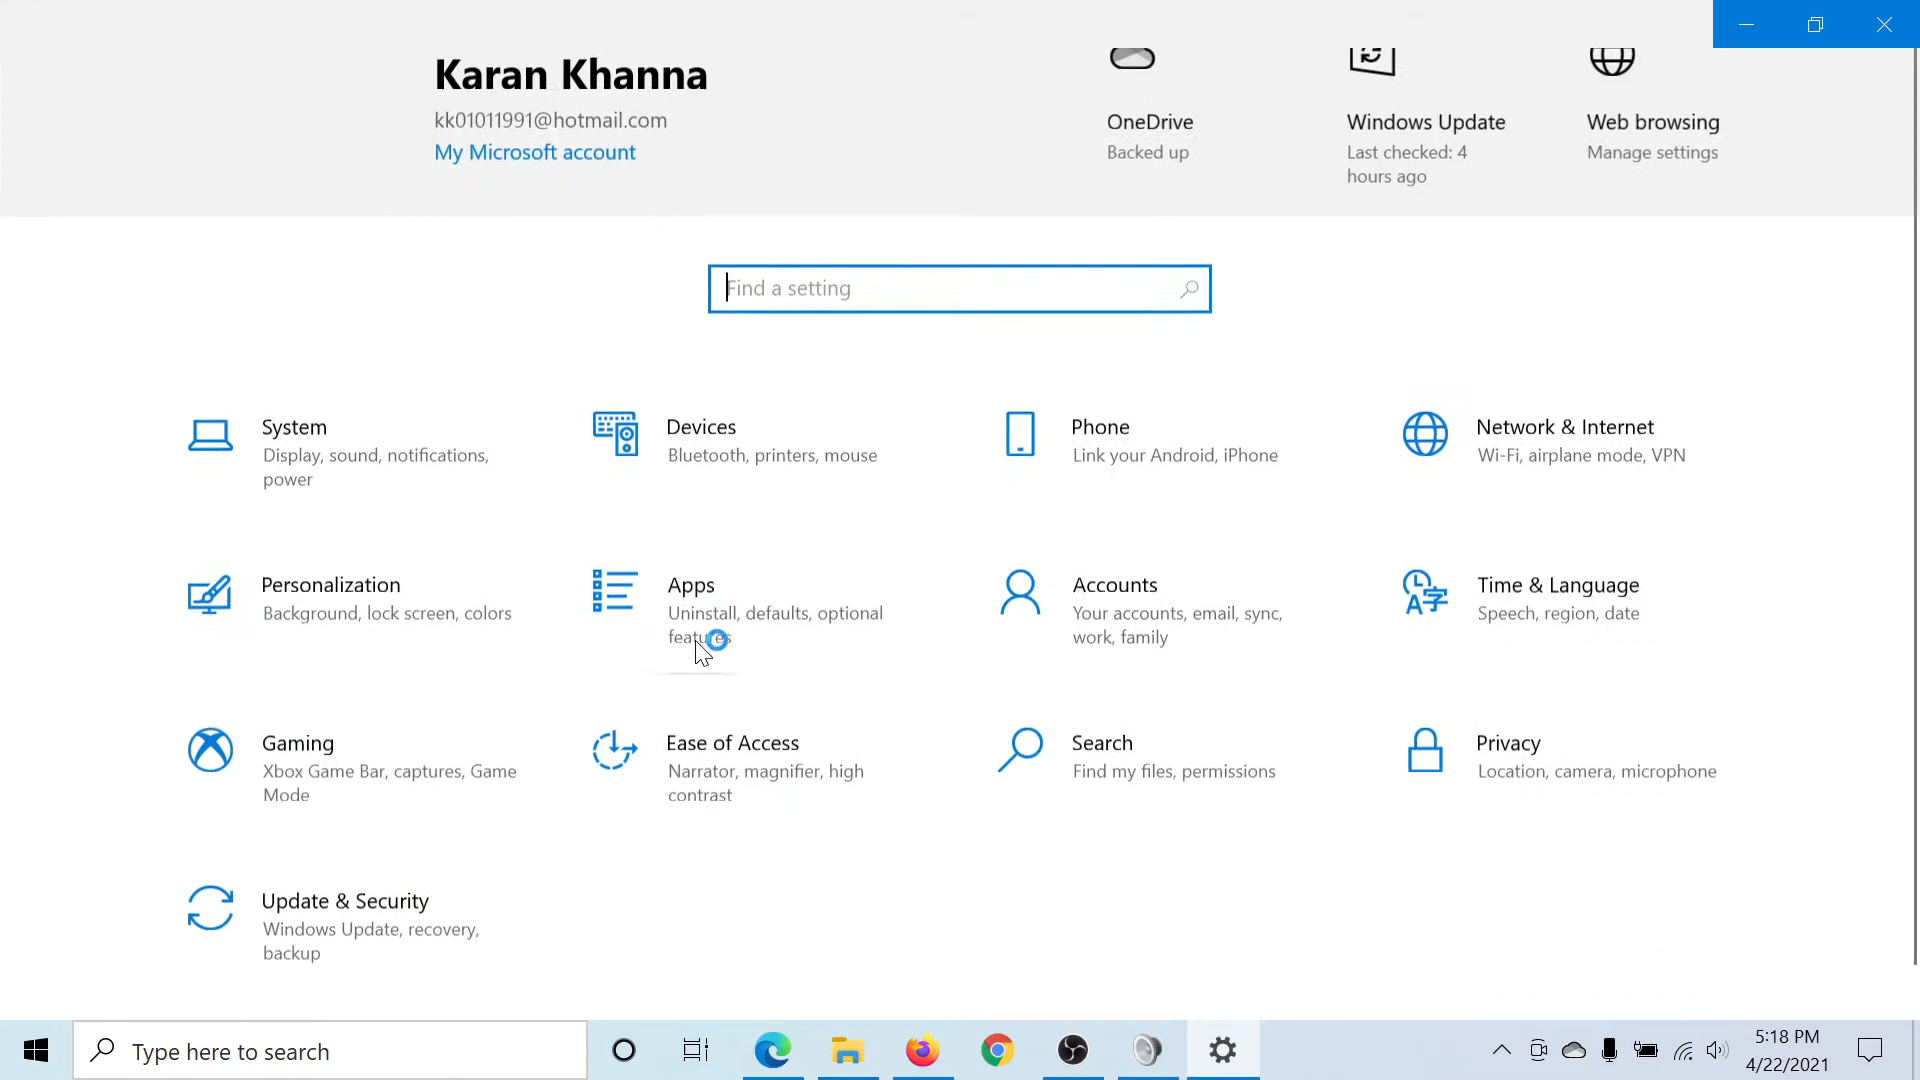 Karan Khanna
kk01011991@hotmail.com
My Microsoft account
OneDrive
Backed up
Windows Update
Last checked: 4
hours ago
Web browsing
Manage settings
Find a setting
System
Display, sound, notifications,
power
Devices
Bluetooth, printers, mouse
Phone
Link your Android, iPhone
Network & Internet
Wi-Fi, airplane mode, VPN
Personalization
Background, lock screen, colors
Apps
Uninstall, defaults, optional
features
Accounts
Your accounts, email, sync,
work, family
Time & Language
Speech, region, date
Gaming
Xbox Game Bar, captures, Game
Mode
Ease of Access
Narrator, magnifier, high
contrast
Search
Find my files, permissions
Privacy
Location, camera, microphone
Update & Security
Windows Update, recovery,
backup
Type here to search
5:18 PM
4/22/2021